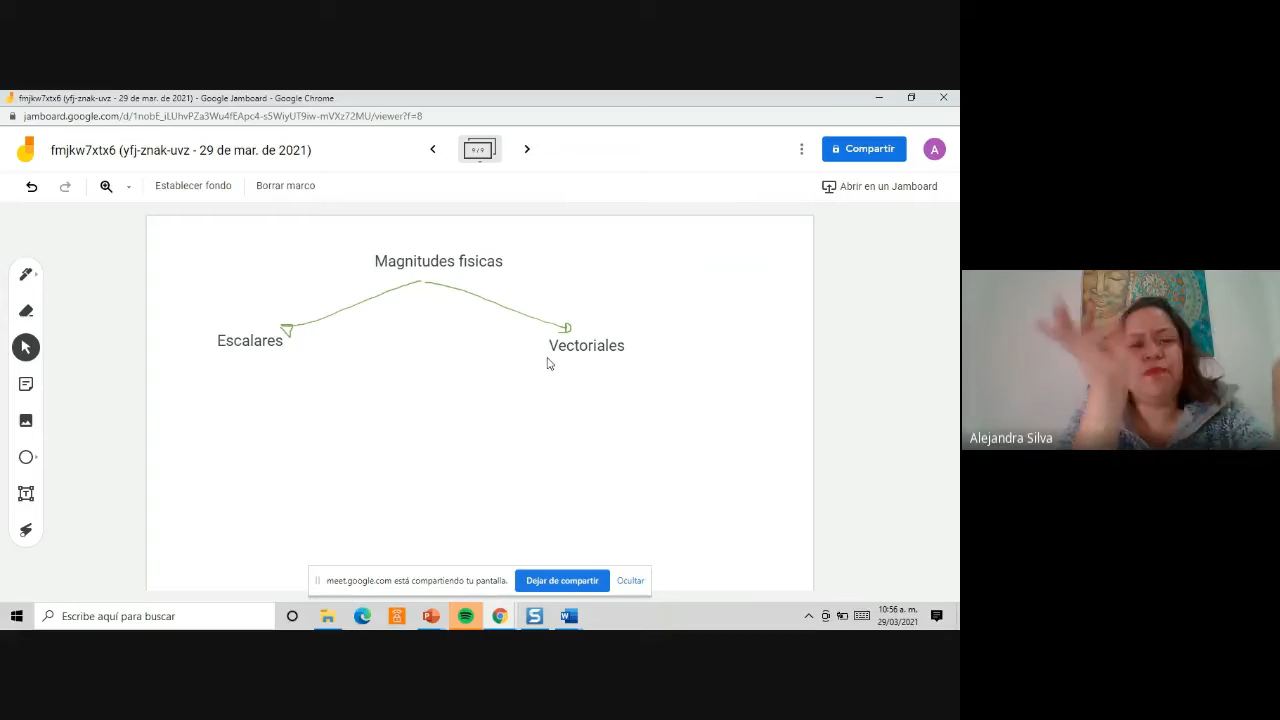 fmjkw7xtx6 (yfj-znak-uvz - 29 de mar. de 2021) - Google Jamboard - Google Chrome
jamboard.google.com/d/1nobE_iLUhvPZa3Wu4fEApc4-sSWiyUT9iw-mVXz72MU/viewer?f=8
fmjkw7xtx6 (yfj-znak-uvz - 29 de mar. de 2021)
9/9
Compartir
A
Establecer fondo
Borrar marco
Abrir en un Jamboard
Magnitudes fisicas
Escalares
Vectoriales
Alejandra Silva
meet.google.com está compartiendo tu pantalla.
Dejar de compartir
Ocultar
Escribe aquí para buscar
10:56 a. m.
29/03/2021